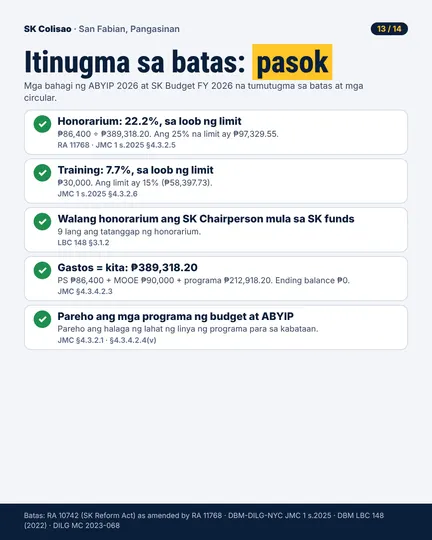 SK Colisao · San Fabian, Pangasinan
13 / 14
Itinugma sa batas: pasok
Mga bahagi ng ABYIP 2026 at SK Budget FY 2026 na tumutugma sa batas at mga
circular.
Honorarium: 22.2%, sa loob ng limit
₱86,400 ÷ ₱389,318.20. Ang 25% na limit ay ₱97,329.55.
RA 11768 · JMC 1 s.2025 §4.3.2.5
Training: 7.7%, sa loob ng limit
₱30,000. Ang limit ay 15% (₱58,397.73).
JMC 1 s.2025 §4.3.2.6
Walang honorarium ang SK Chairperson mula sa SK funds
9 lang ang tatanggap ng honorarium.
LBC 148 §3.1.2
Gastos = kita: ₱389,318.20
PS ₱86,400 + MOOE ₱90,000 + programa ₱212,918.20. Ending balance ₱0.
JMC §4.3.4.2.3
Pareho ang mga programa ng budget at ABYIP
Pareho ang halaga ng lahat ng linya ng programa para sa kabataan.
JMC §4.3.2.1 · §4.3.4.2.4(v)
Batas: RA 10742 (SK Reform Act) as amended by RA 11768 · DBM-DILG-NYC JMC 1 s.2025 · DBM LBC 148
(2022) · DILG MC 2023-068